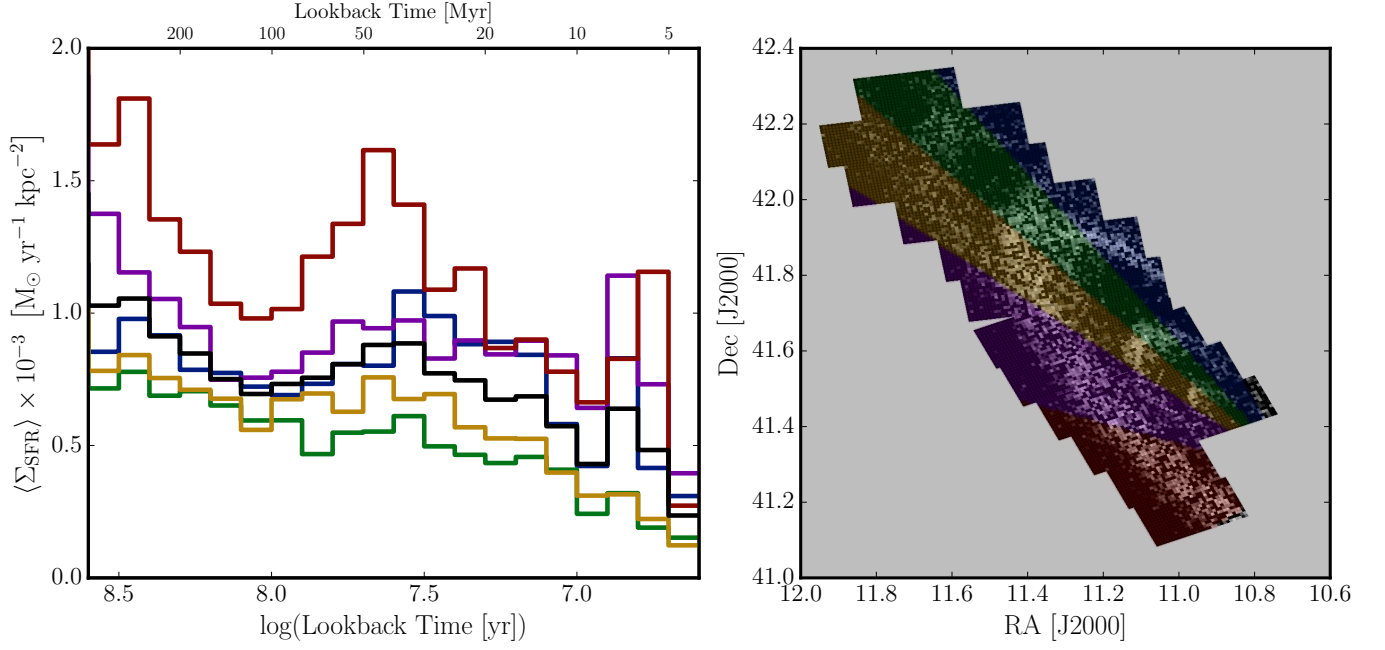 Lookback Time [Myr]
200 100 50 20 10 5
2.0
1.5
1.0
0.5
0.0
⟨Σ_SFR⟩ × 10⁻³ [M_⊙ yr⁻¹ kpc⁻²]
8.5 8.0 7.5 7.0
log(Lookback Time [yr])
42.4
42.2
42.0
41.8
41.6
41.4
41.2
41.0
Dec [J2000]
12.0 11.8 11.6 11.4 11.2 11.0 10.8 10.6
RA [J2000]